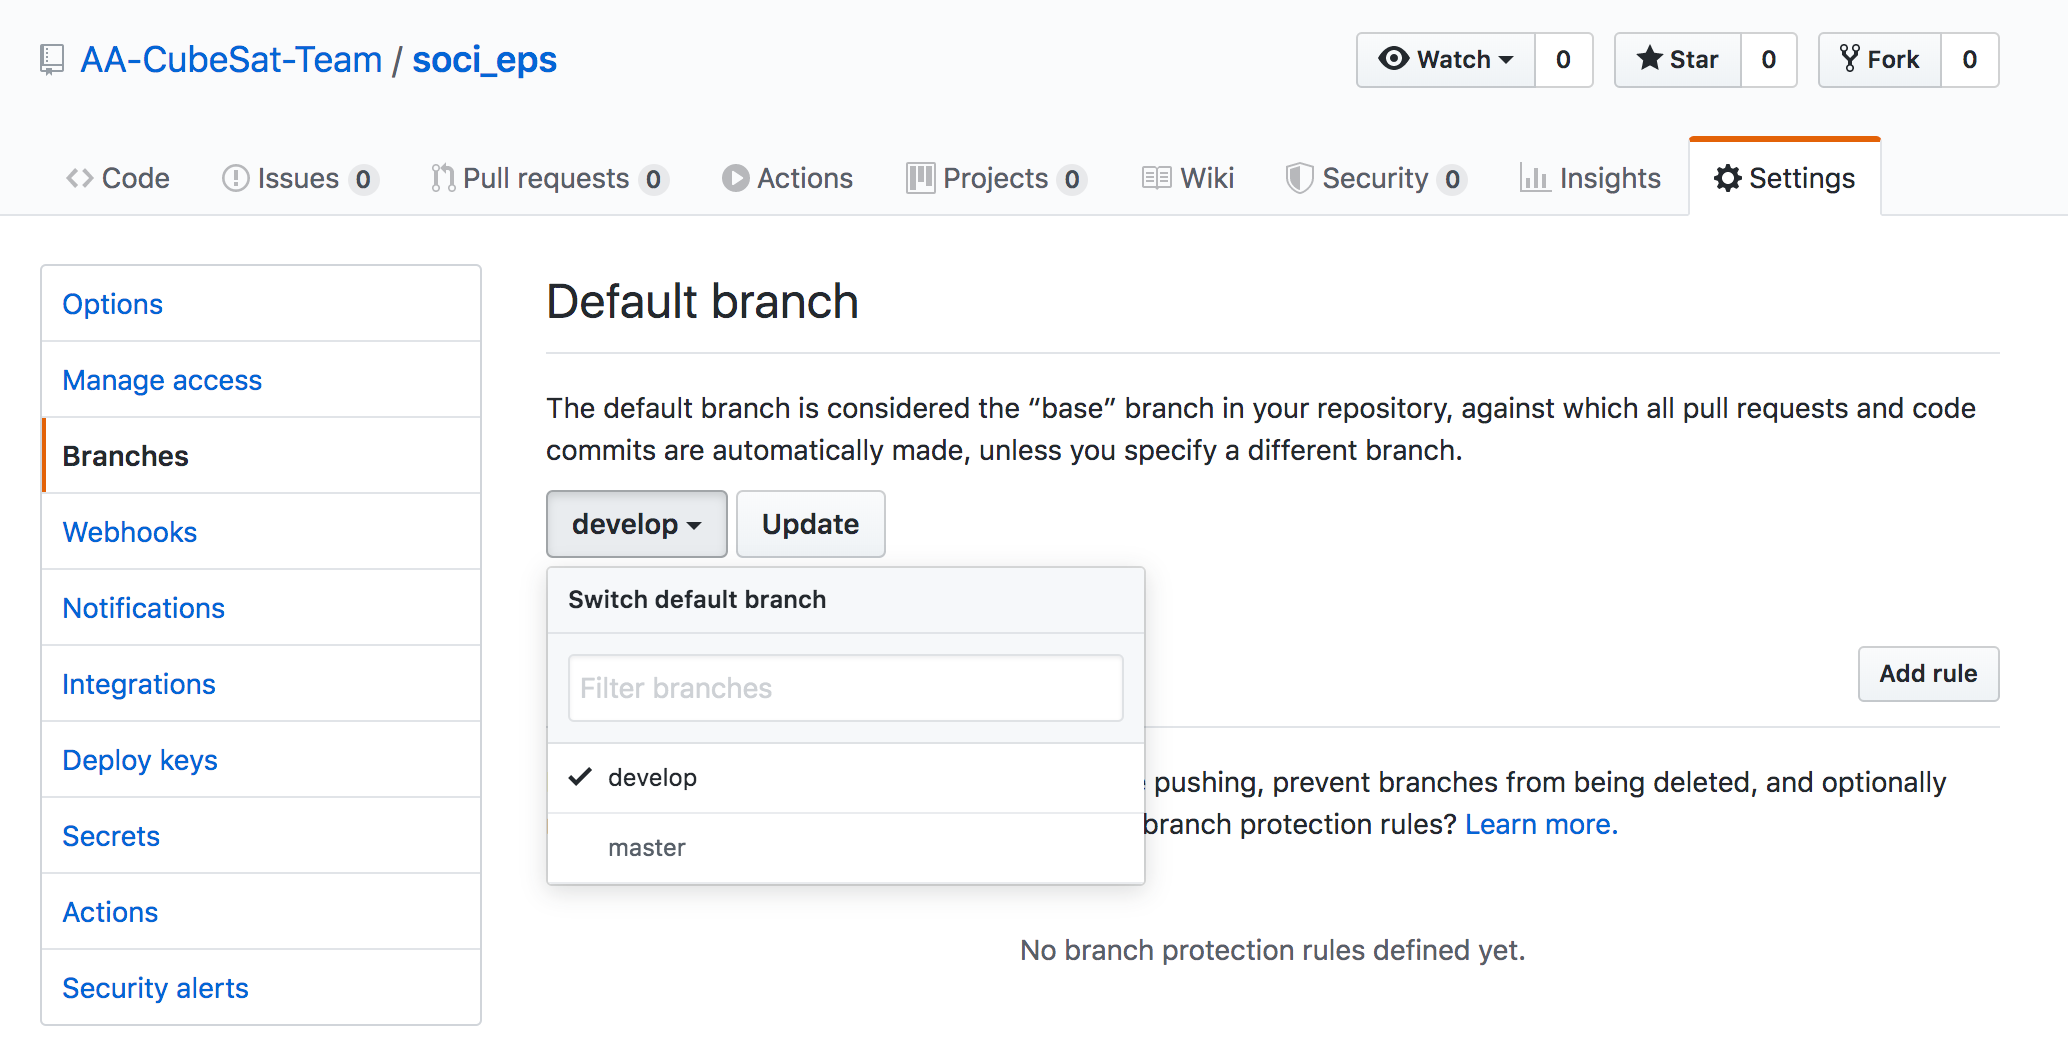 AA-CubeSat-Team / soci_eps
Watch 0 Star 0 Fork 0
Code Issues 0 Pull requests 0 Actions Projects 0 Wiki Security 0 Insights Settings
Options
Manage access
Branches
Webhooks
Notifications
Integrations
Deploy keys
Secrets
Actions
Security alerts
Default branch
The default branch is considered the “base” branch in your repository, against which all pull requests and code
commits are automatically made, unless you specify a different branch.
develop Update
Switch default branch
Filter branches
develop
master
Add rule
pushing, prevent branches from being deleted, and optionally
branch protection rules? Learn more.
No branch protection rules defined yet.